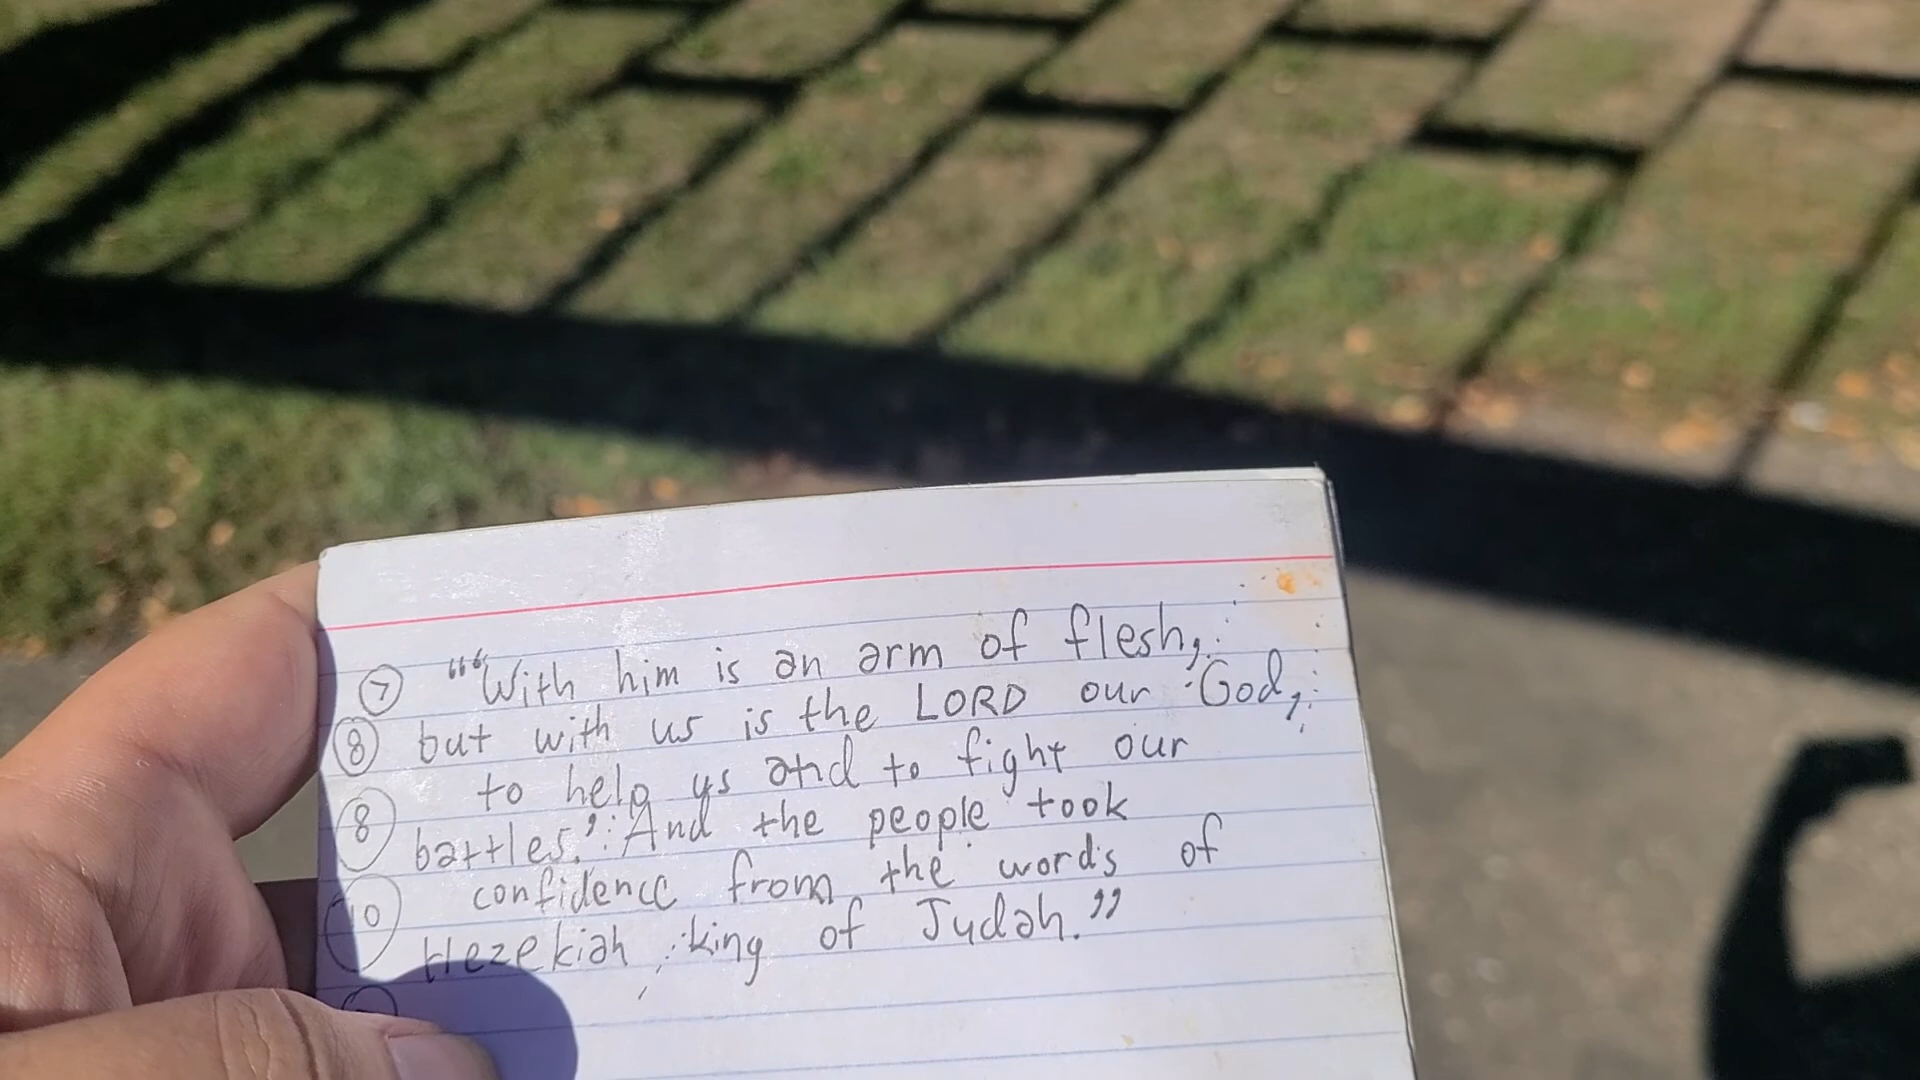 ⑦ "“With him is an arm of flesh,
⑧ but with us is the LORD our God,
to help us and to fight our
⑧ battles.” And the people took
confidence from the words of
⑩ Hezekiah, king of Judah.”